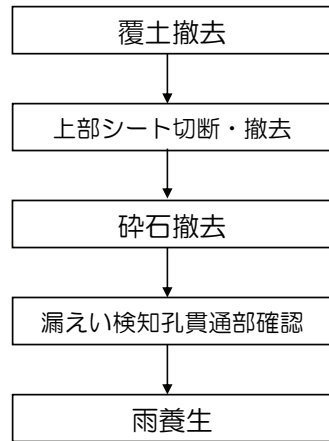 覆土撤去
上部シート切断・撤去
砕石撤去
漏えい検知孔貫通部確認
雨養生